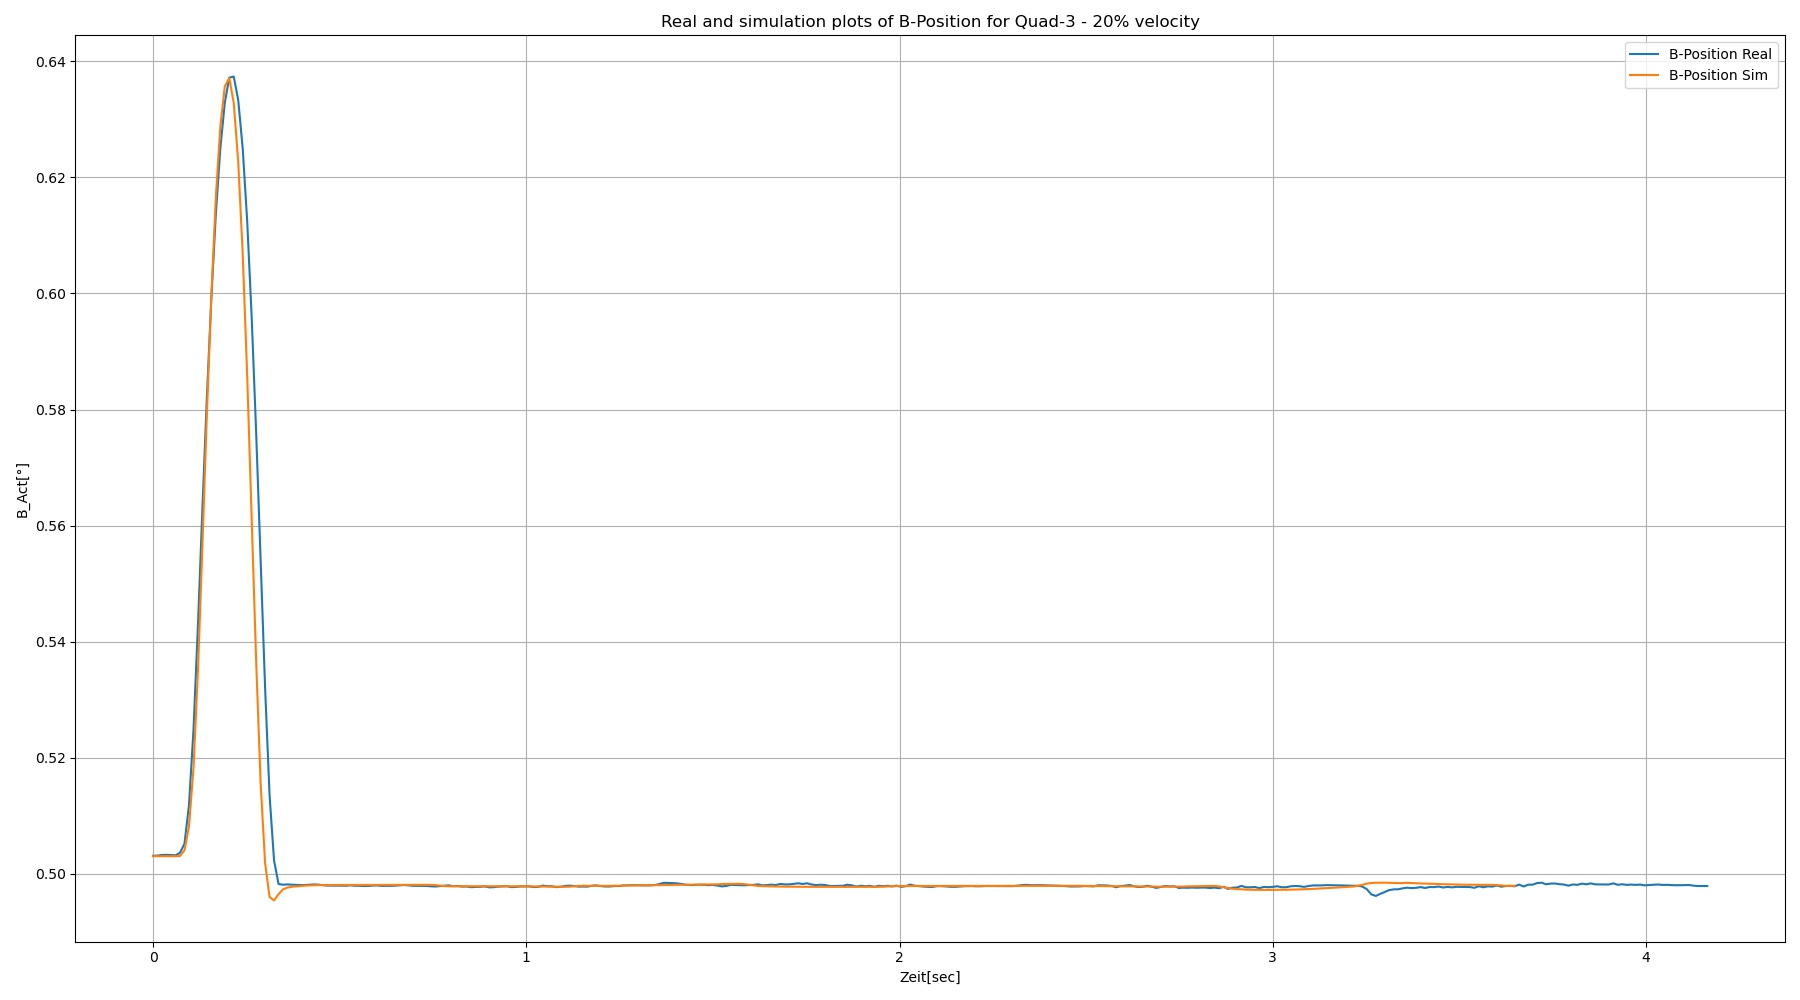 Real and simulation plots of B-Position for Quad-3 - 20% velocity
B-Position Real
B-Position Sim
B_Act[°]
0.64
0.62
0.60
0.58
0.56
0.54
0.52
0.50
0
1
2
3
4
Zeit[sec]